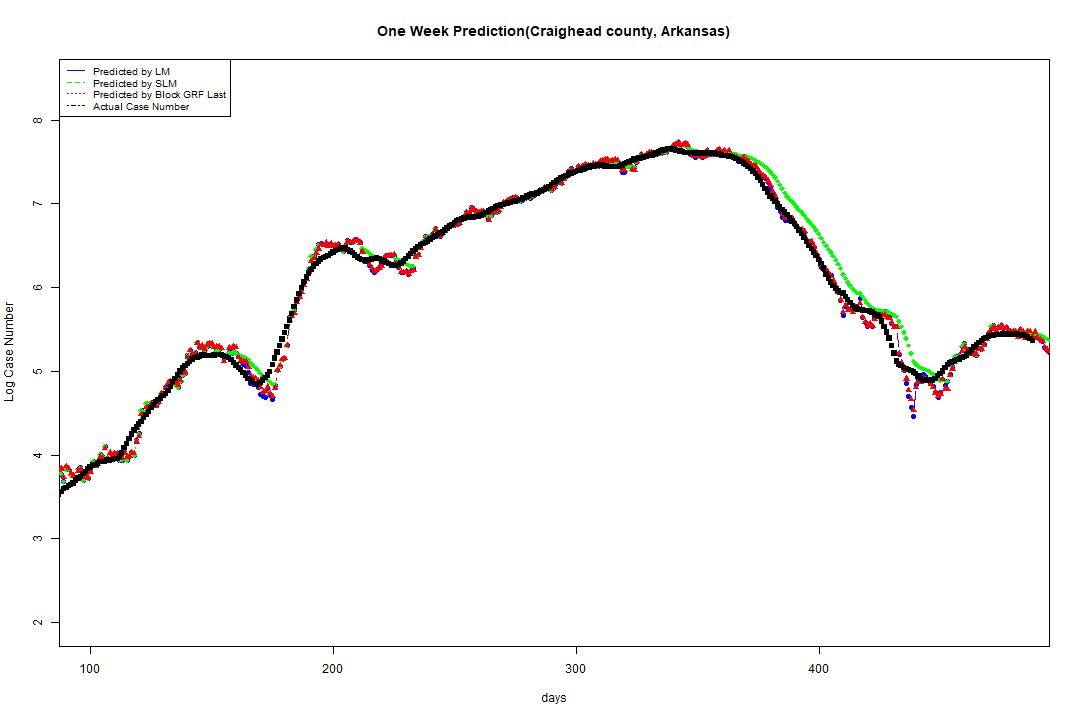 One Week Prediction(Craighead county, Arkansas)
Predicted by LM
Predicted by SLM
Predicted by Block GRF Last
Actual Case Number
8
7
6
5
4
3
2
Log Case Number
100 200 300 400
days